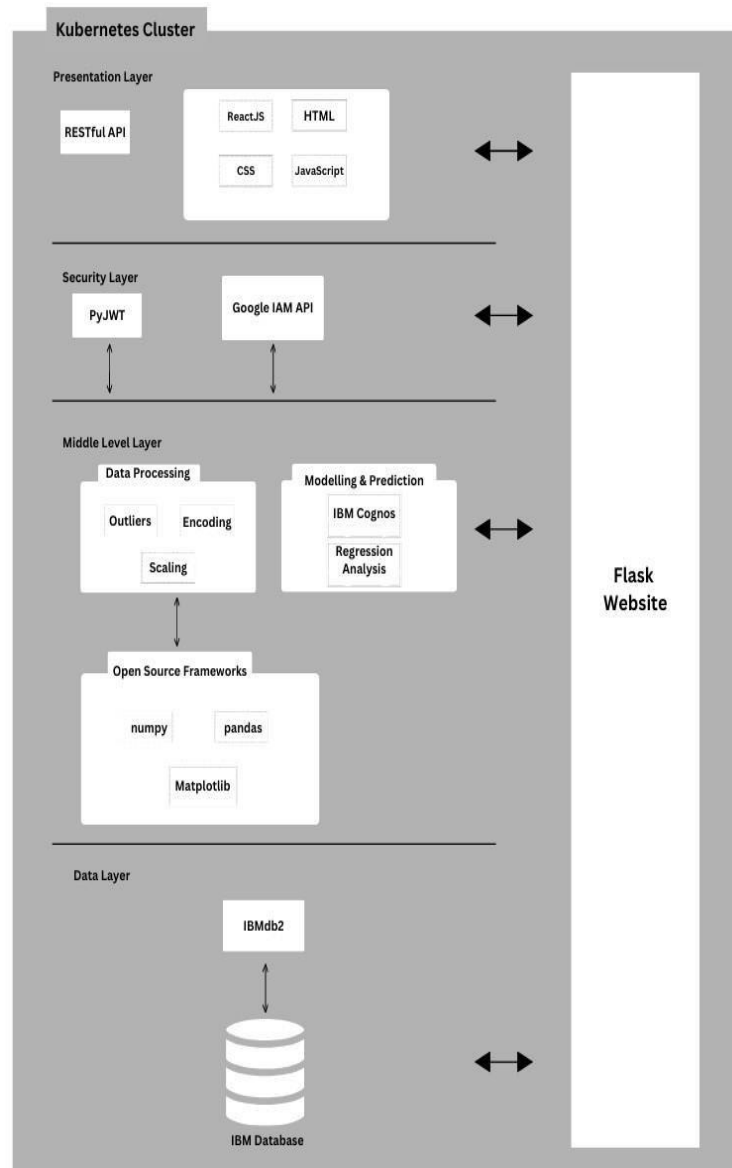 Kubernetes Cluster
Presentation Layer
RESTful API
ReactJS
HTML
CSS
JavaScript
Security Layer
PyJWT
Google IAM API
Middle Level Layer
Data Processing
Outliers
Encoding
Scaling
Modelling & Prediction
IBM Cognos
Regression
Analysis
Open Source Frameworks
numpy
pandas
Matplotlib
Data Layer
IBMdb2
IBM Database
Flask
Website